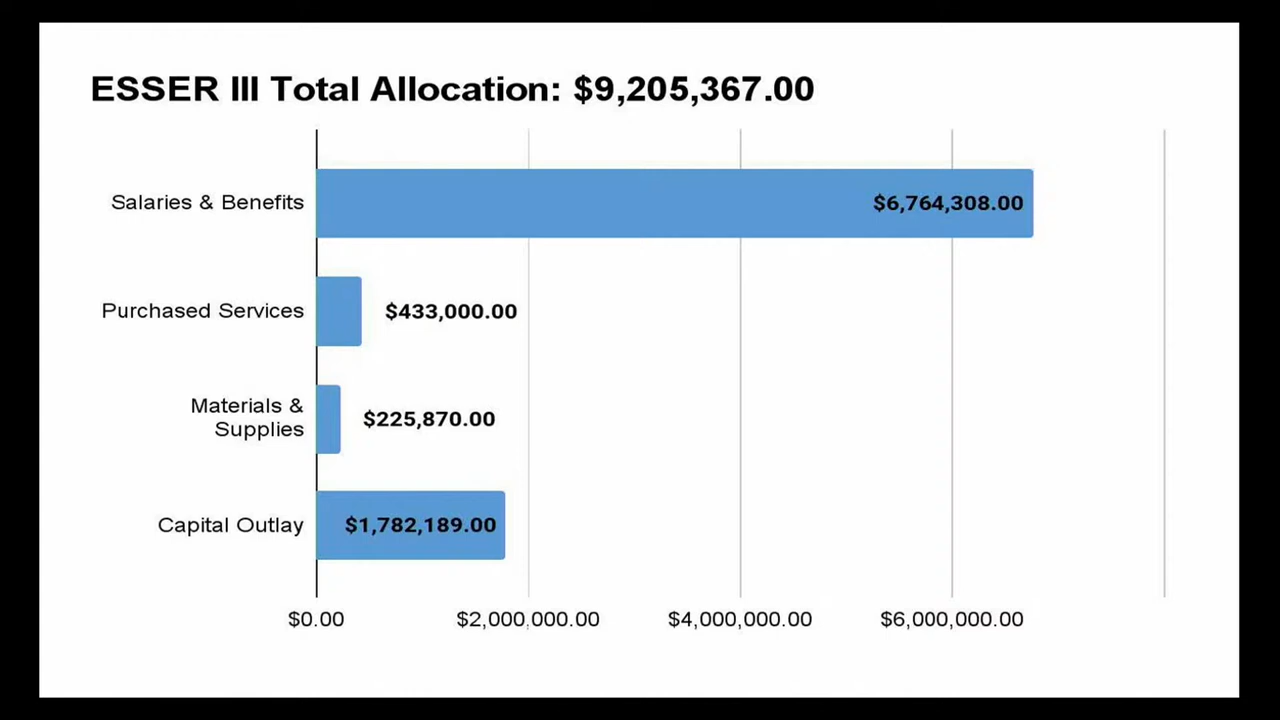 ESSER III Total Allocation: $9,205,367.00
Salaries & Benefits
$6,764,308.00
Purchased Services
$433,000.00
Materials &
Supplies
$225,870.00
Capital Outlay
$1,782,189.00
$0.00
$2,000,000.00
$4,000,000.00
$6,000,000.00